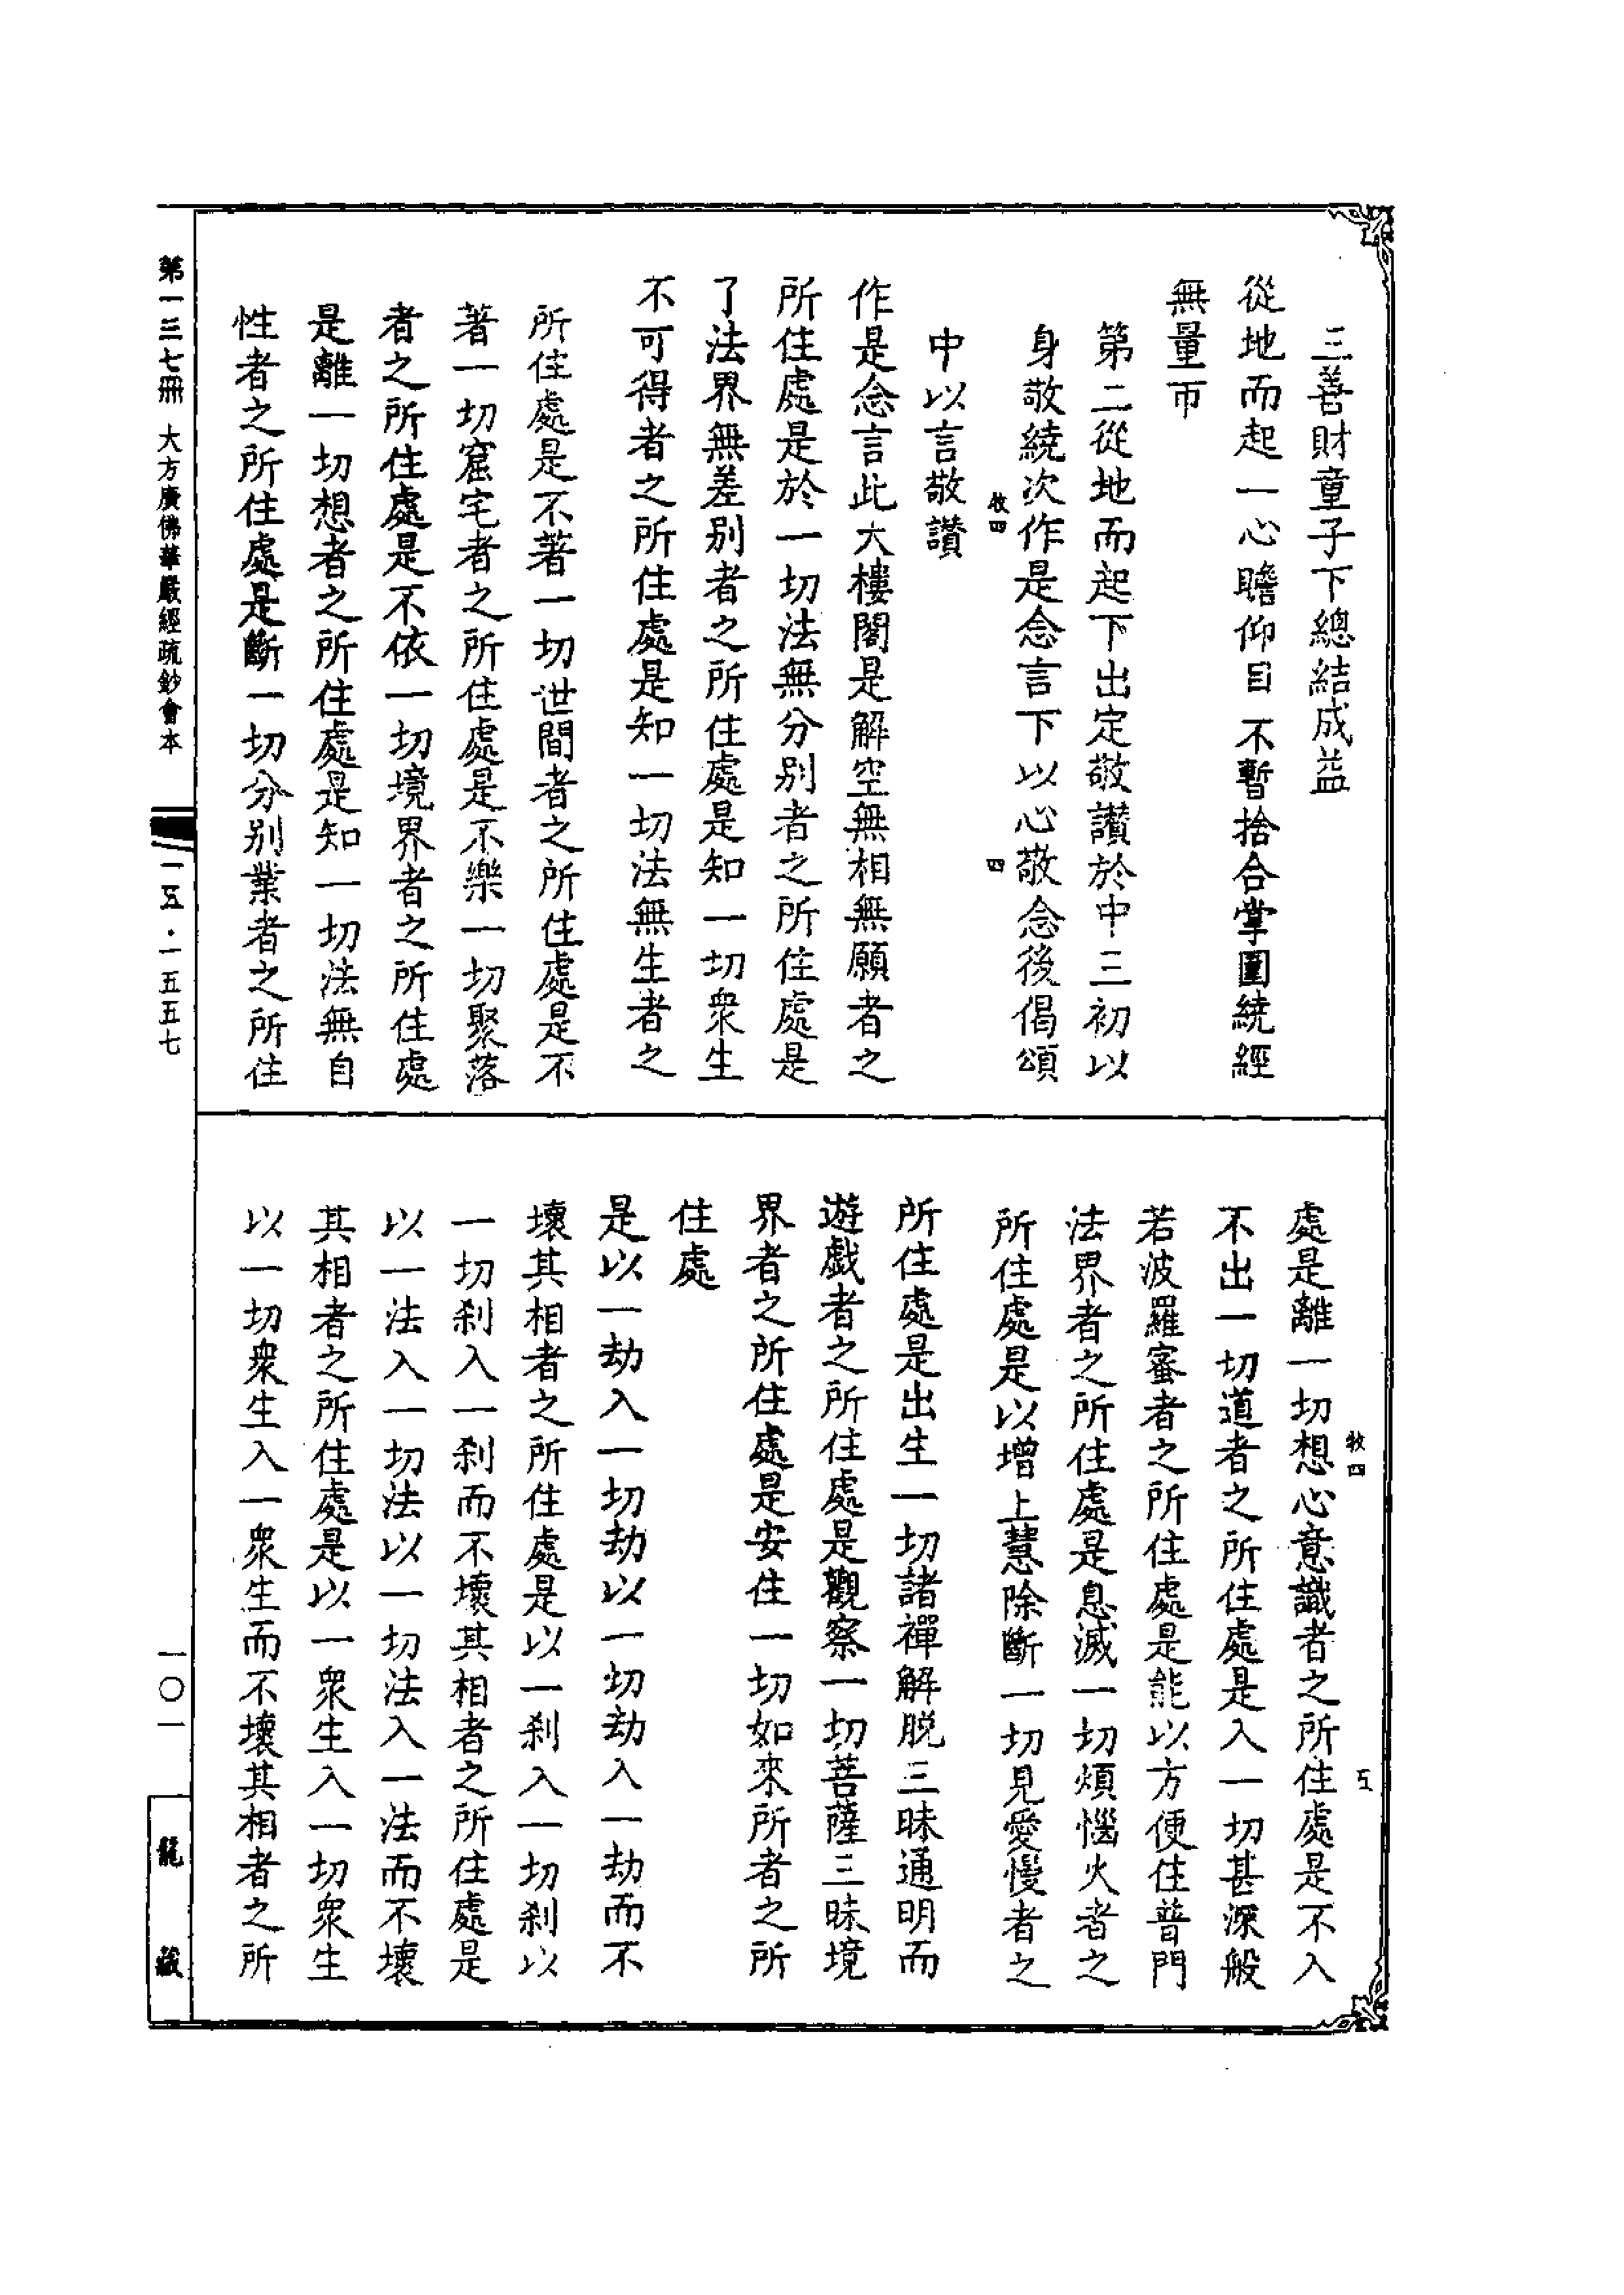 三善財童子下總結成益
從地而起一心瞻仰目不暫捨合掌圍繞經
無量帀
第二從地而起下出定敬讚於中三初以
身敬繞次作是念言下以心敬念後偈頌
牧四
四
中以言敬讚
作是念言此大樓閣是解空無相無願者之
所住處是於一切法無分別者之所住處是
了法界無差別者之所住處是知一切衆生
不可得者之所住處是知一切法無生者之
所住處是不著一切世間者之所住處是不
著一切窟宅者之所住處是不樂一切聚落
者之所住處是不依一切境界者之所住處
是離一切想者之所住處是知一切法無自
性者之所住處是斷一切分別業者之所住
牧四
五
處是離一切想心意識者之所住處是不入
不出一切道者之所住處是入一切甚深般
若波羅蜜者之所住處是能以方便住普門
法界者之所住處是息滅一切煩惱火者之
所住處是以增上慧除斷一切見愛慢者之
所住處是出生一切諸禪解脱三昧通明而
遊戲者之所住處是觀察一切菩薩三昧境
界者之所住處是安住一切如來所者之所
住處
是以一劫入一切劫以一切劫入一劫而不
壞其相者之所住處是以一刹入一切刹以
一切刹入一刹而不壞其相者之所住處是
以一法入一切法以一切法入一法而不壞
其相者之所住處是以一衆生入一切衆生
以一切衆生入一衆生而不壞其相者之所
第一三七冊 大方廣佛華嚴經疏鈔會本
一五·一五五七
一〇一
龍藏